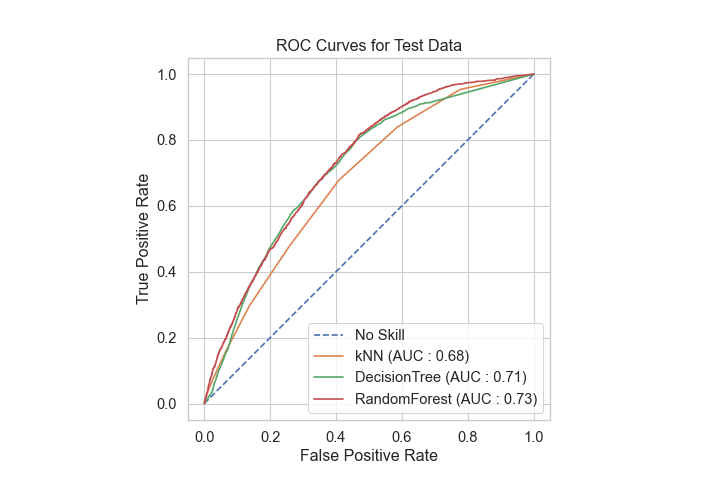 ROC Curves for Test Data
True Positive Rate
1.0
0.8
0.6
0.4
0.2
0.0
No Skill
kNN (AUC : 0.68)
DecisionTree (AUC : 0.71)
RandomForest (AUC : 0.73)
0.0 0.2 0.4 0.6 0.8 1.0
False Positive Rate